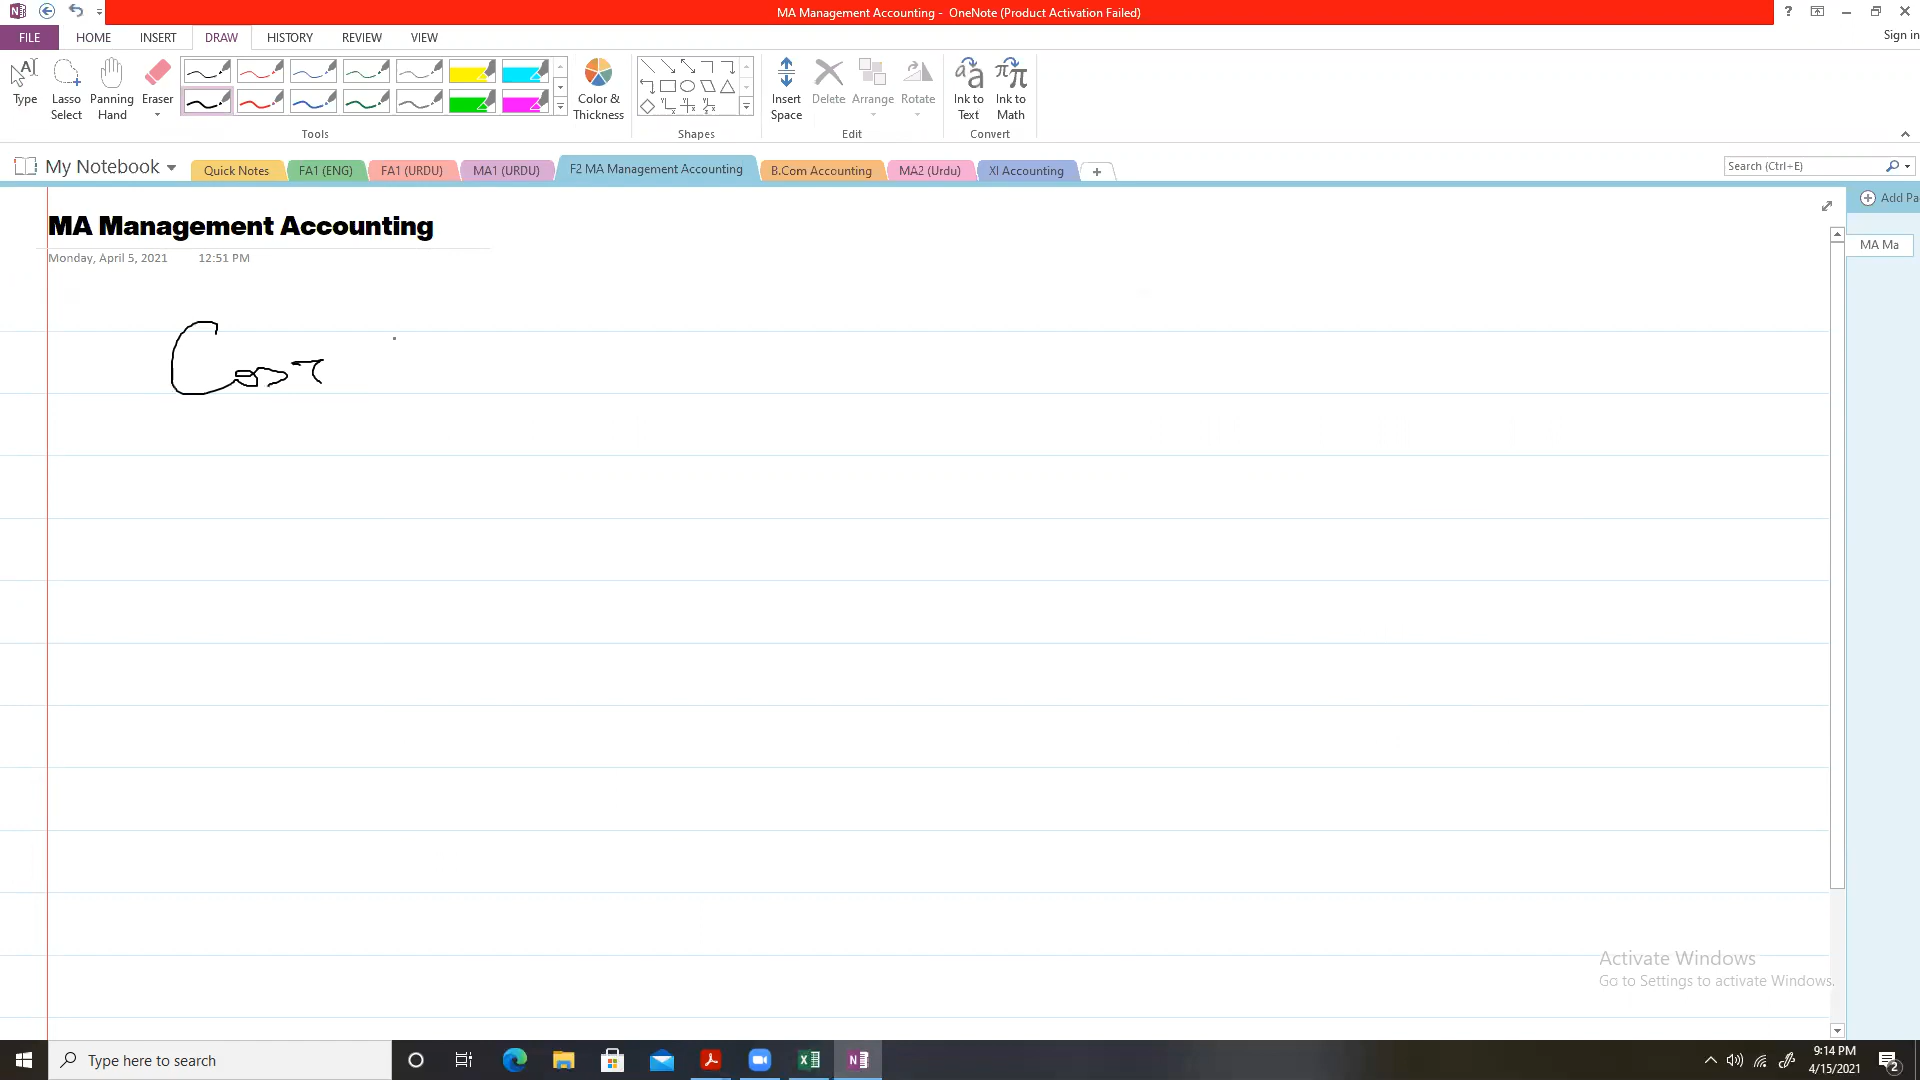 MA Management Accounting - OneNote (Product Activation Failed)
FILE HOME INSERT DRAW HISTORY REVIEW VIEW
Sign in
Type
Lasso Select
Panning Hand
Eraser
Color & Thickness
Insert Space
Delete
Arrange
Rotate
Ink to Text
Ink to Math
Tools
Shapes
Edit
Convert
My Notebook
Quick Notes
FA1 (ENG)
FA1 (URDU)
MA1 (URDU)
F2 MA Management Accounting
B.Com Accounting
MA2 (Urdu)
XI Accounting
Search (Ctrl+E)
Add Pa
MA Ma
MA Management Accounting
Monday, April 5, 2021 12:51 PM
Cost
Activate Windows
Go to Settings to activate Windows.
Type here to search
9:14 PM
4/15/2021
2